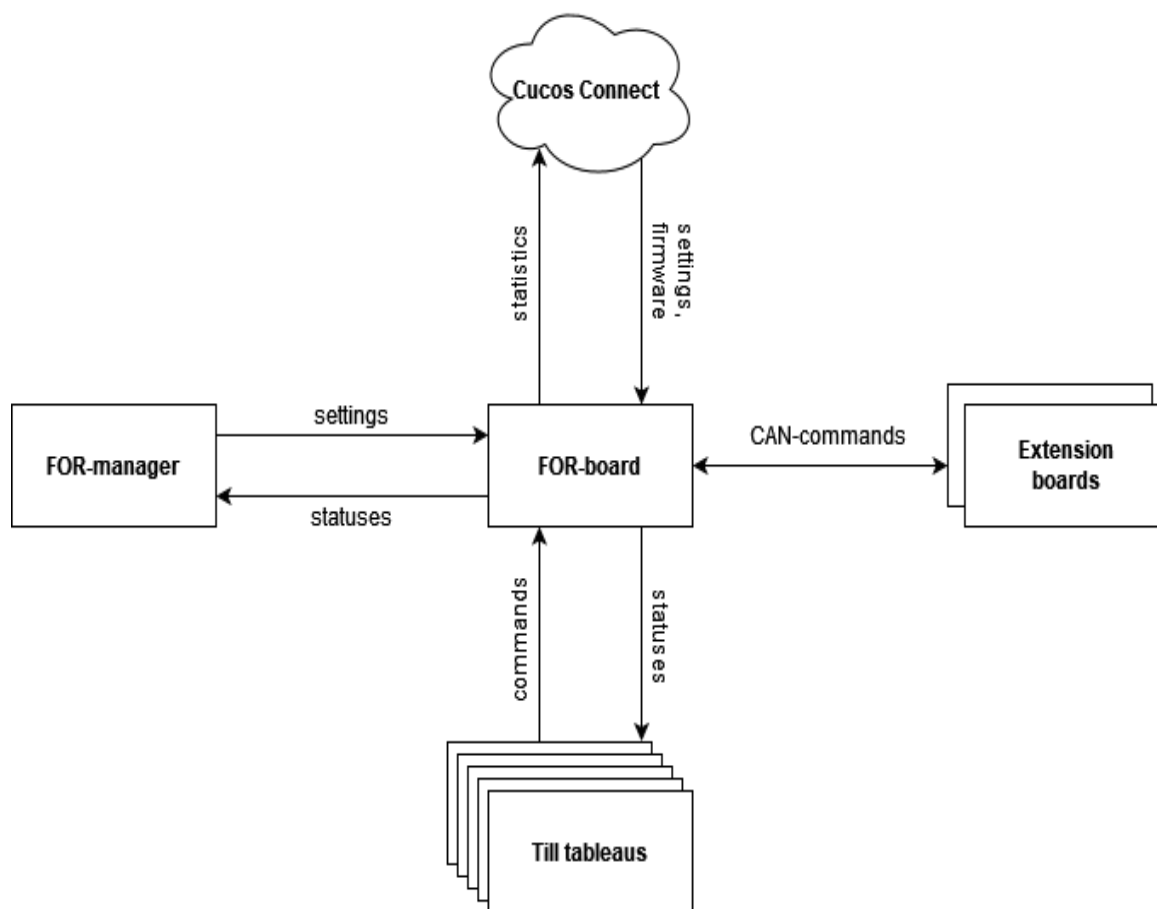 Cucos Connect
statistics
settings,
firmware
settings
FOR-manager
statuses
FOR-board
CAN-commands
Extension
boards
commands
statuses
Till tableaus